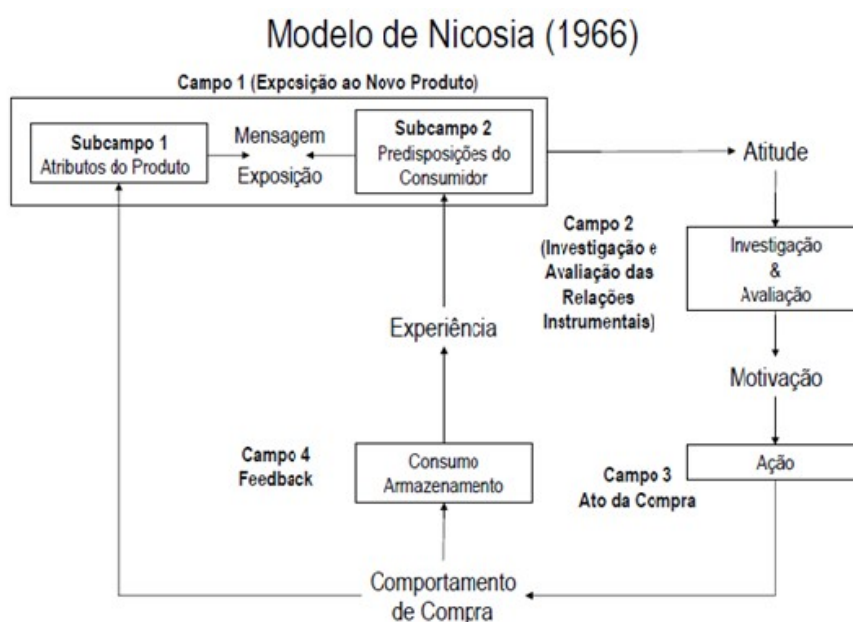 Modelo de Nicosia (1966)
Campo 1 (Exposição ao Novo Produto)
Subcampo 1
Atributos do Produto
Mensagem
Exposição
Subcampo 2
Predisposições do
Consumidor
Atitude
Campo 2
(Investigação e
Avaliação das
Relações
Instrumentais)
Investigação
&
Avaliação
Experiência
Motivação
Campo 4
Feedback
Consumo
Armazenamento
Campo 3
Ato da Compra
Ação
Comportamento
de Compra